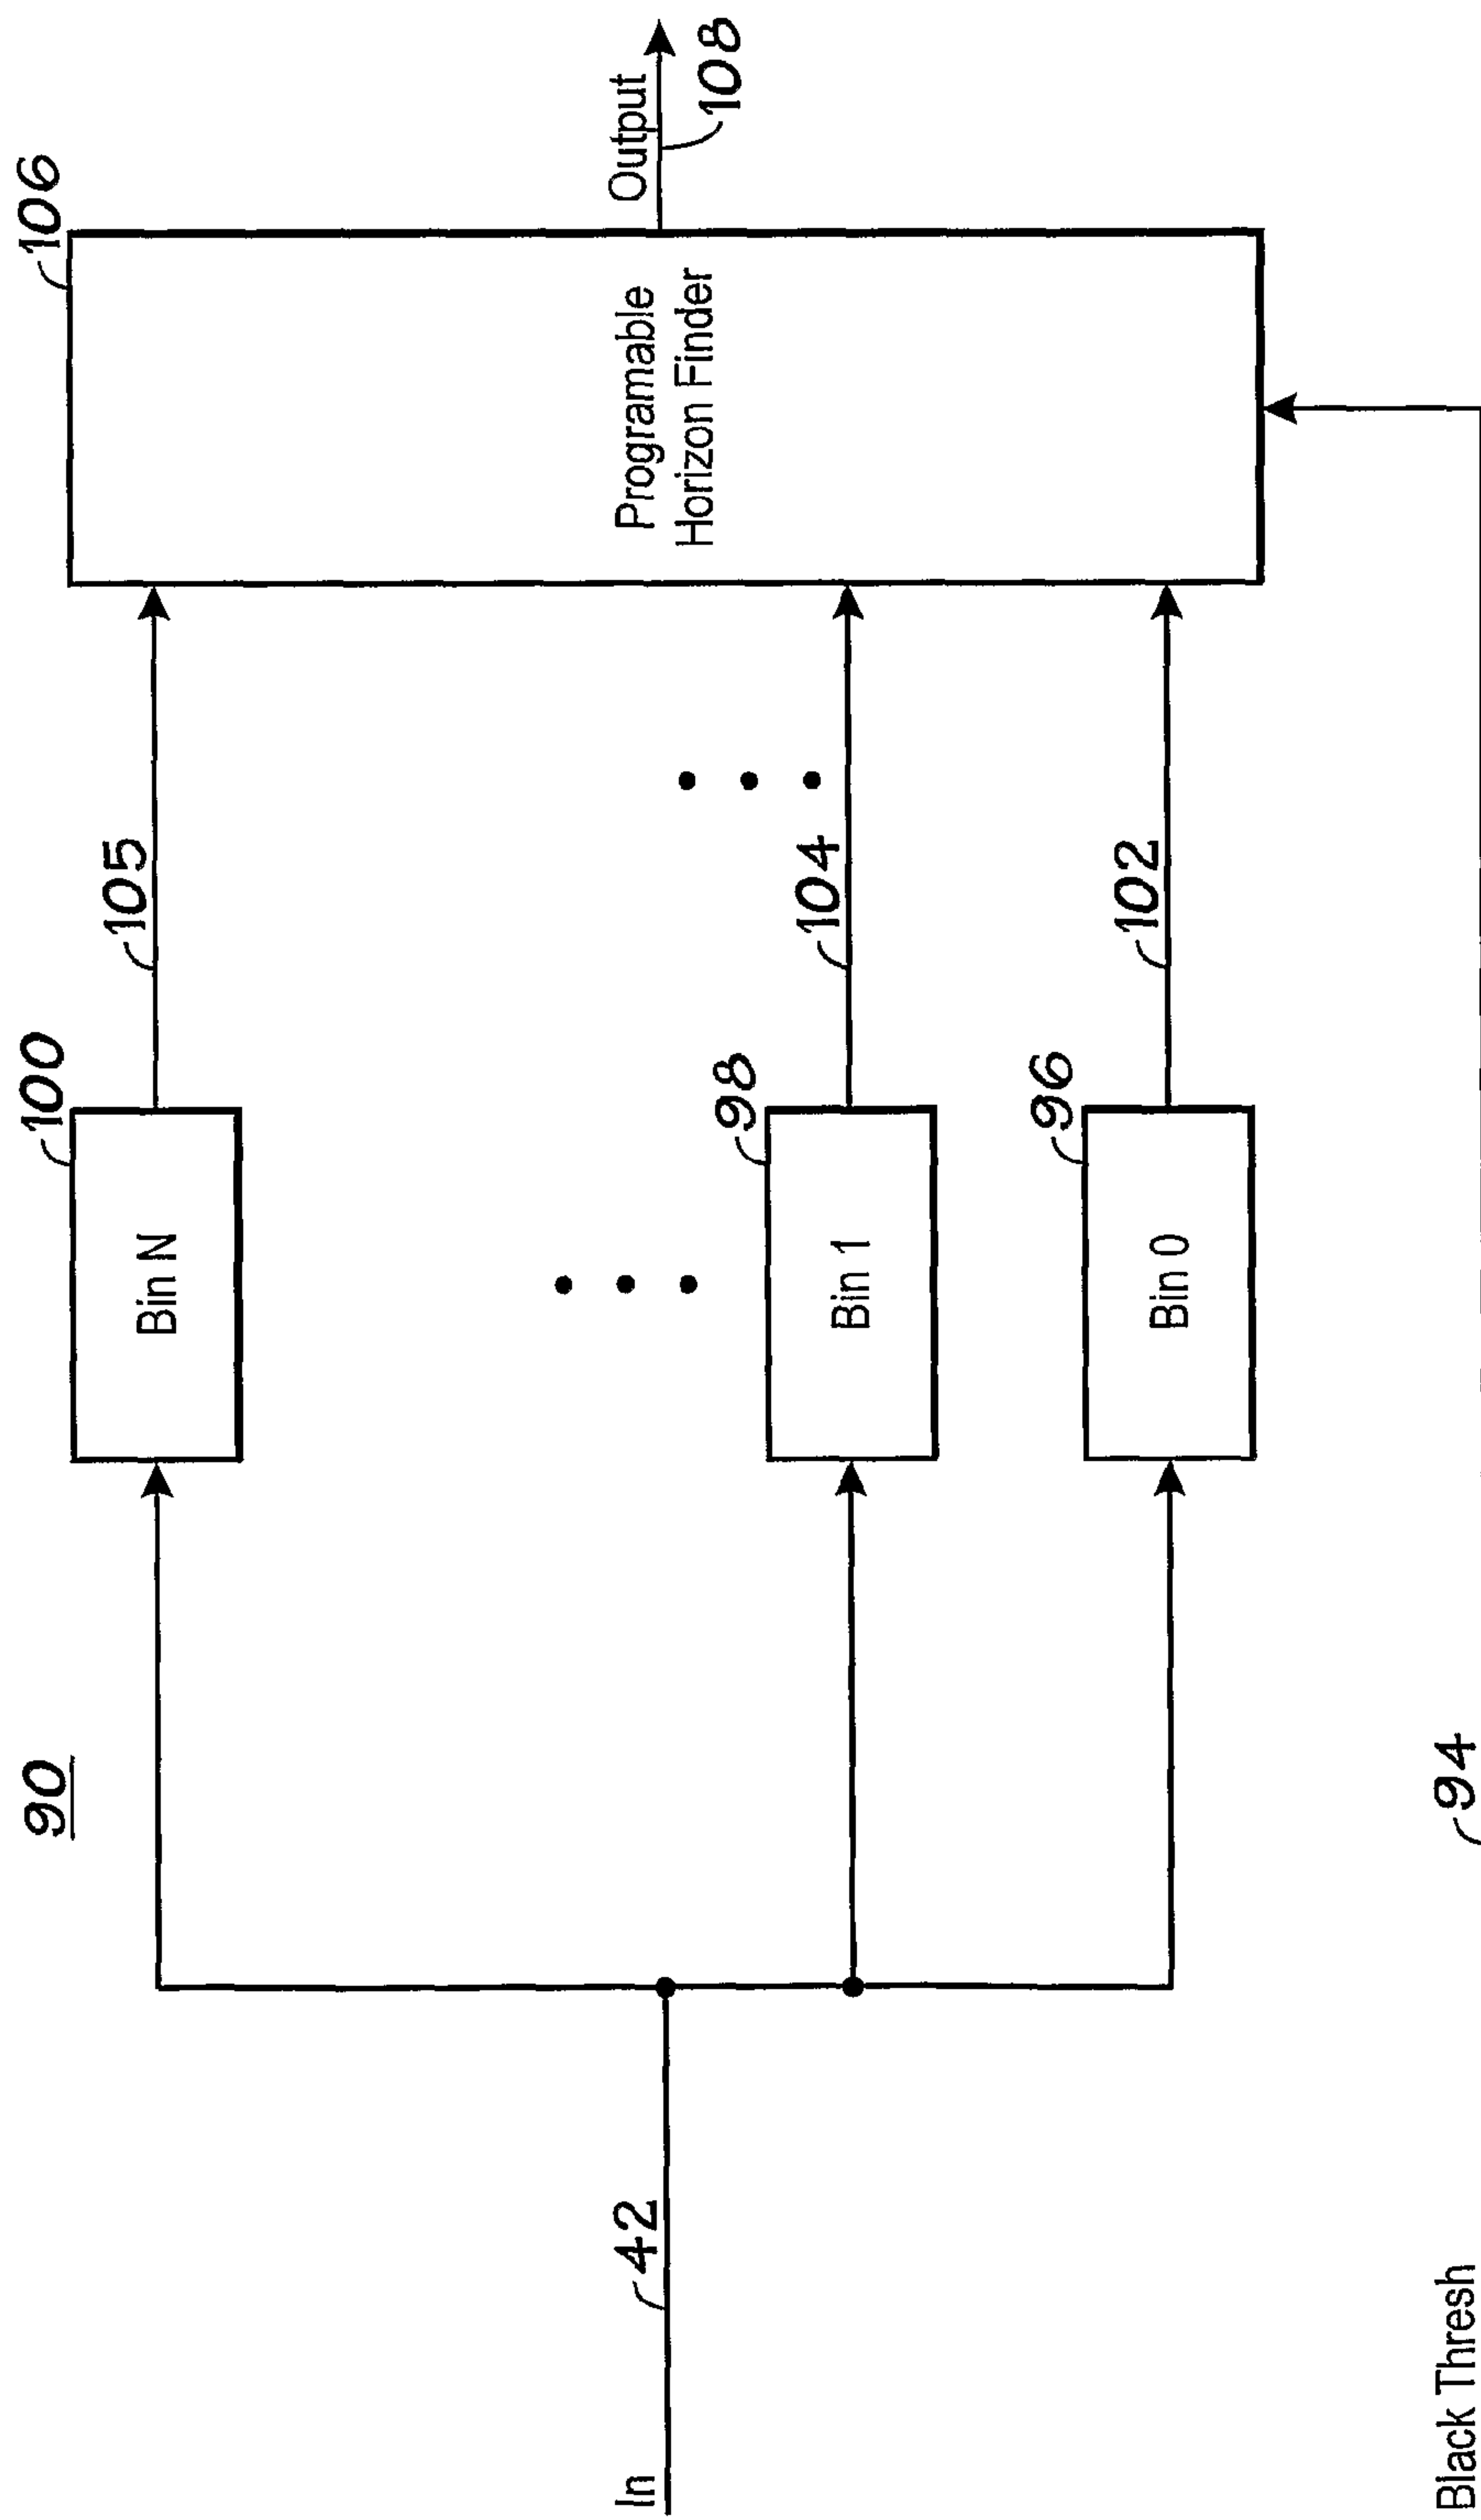 90
In
42
Bin N
100
105
Bin 1
98
104
Bin 0
96
102
Programable
Horizon Finder
106
Output
108
Black Thresh
94